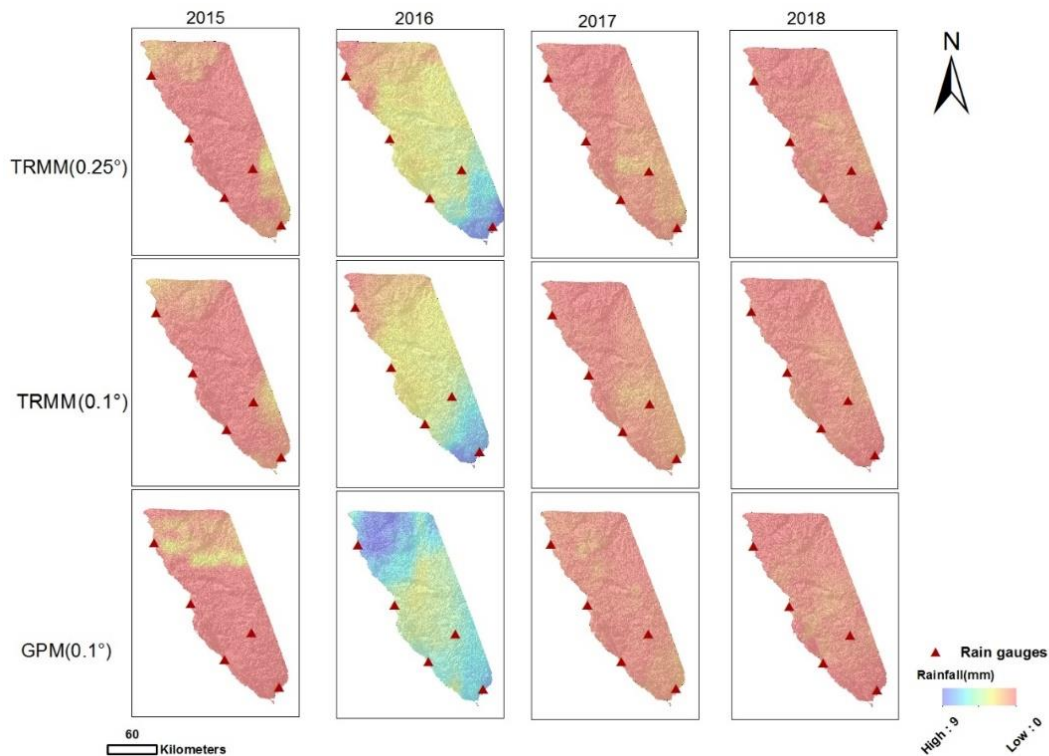 2015
2016
2017
2018
N
TRMM(0.25°)
TRMM(0.1°)
GPM(0.1°)
Rain gauges
Rainfall(mm)
High : 9
Low : 0
60
Kilometers